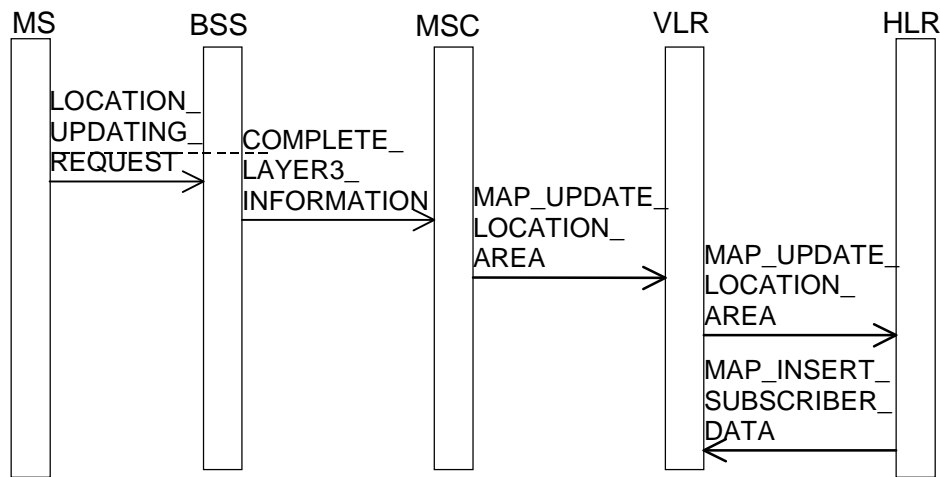 MS
BSS
MSC
VLR
HLR
LOCATION_
UPDATING_
REQUEST
COMPLETE_
LAYER3_
INFORMATION
MAP_UPDATE_
LOCATION_
AREA
MAP_UPDATE_
LOCATION_
AREA
MAP_INSERT_
SUBSCRIBER_
DATA